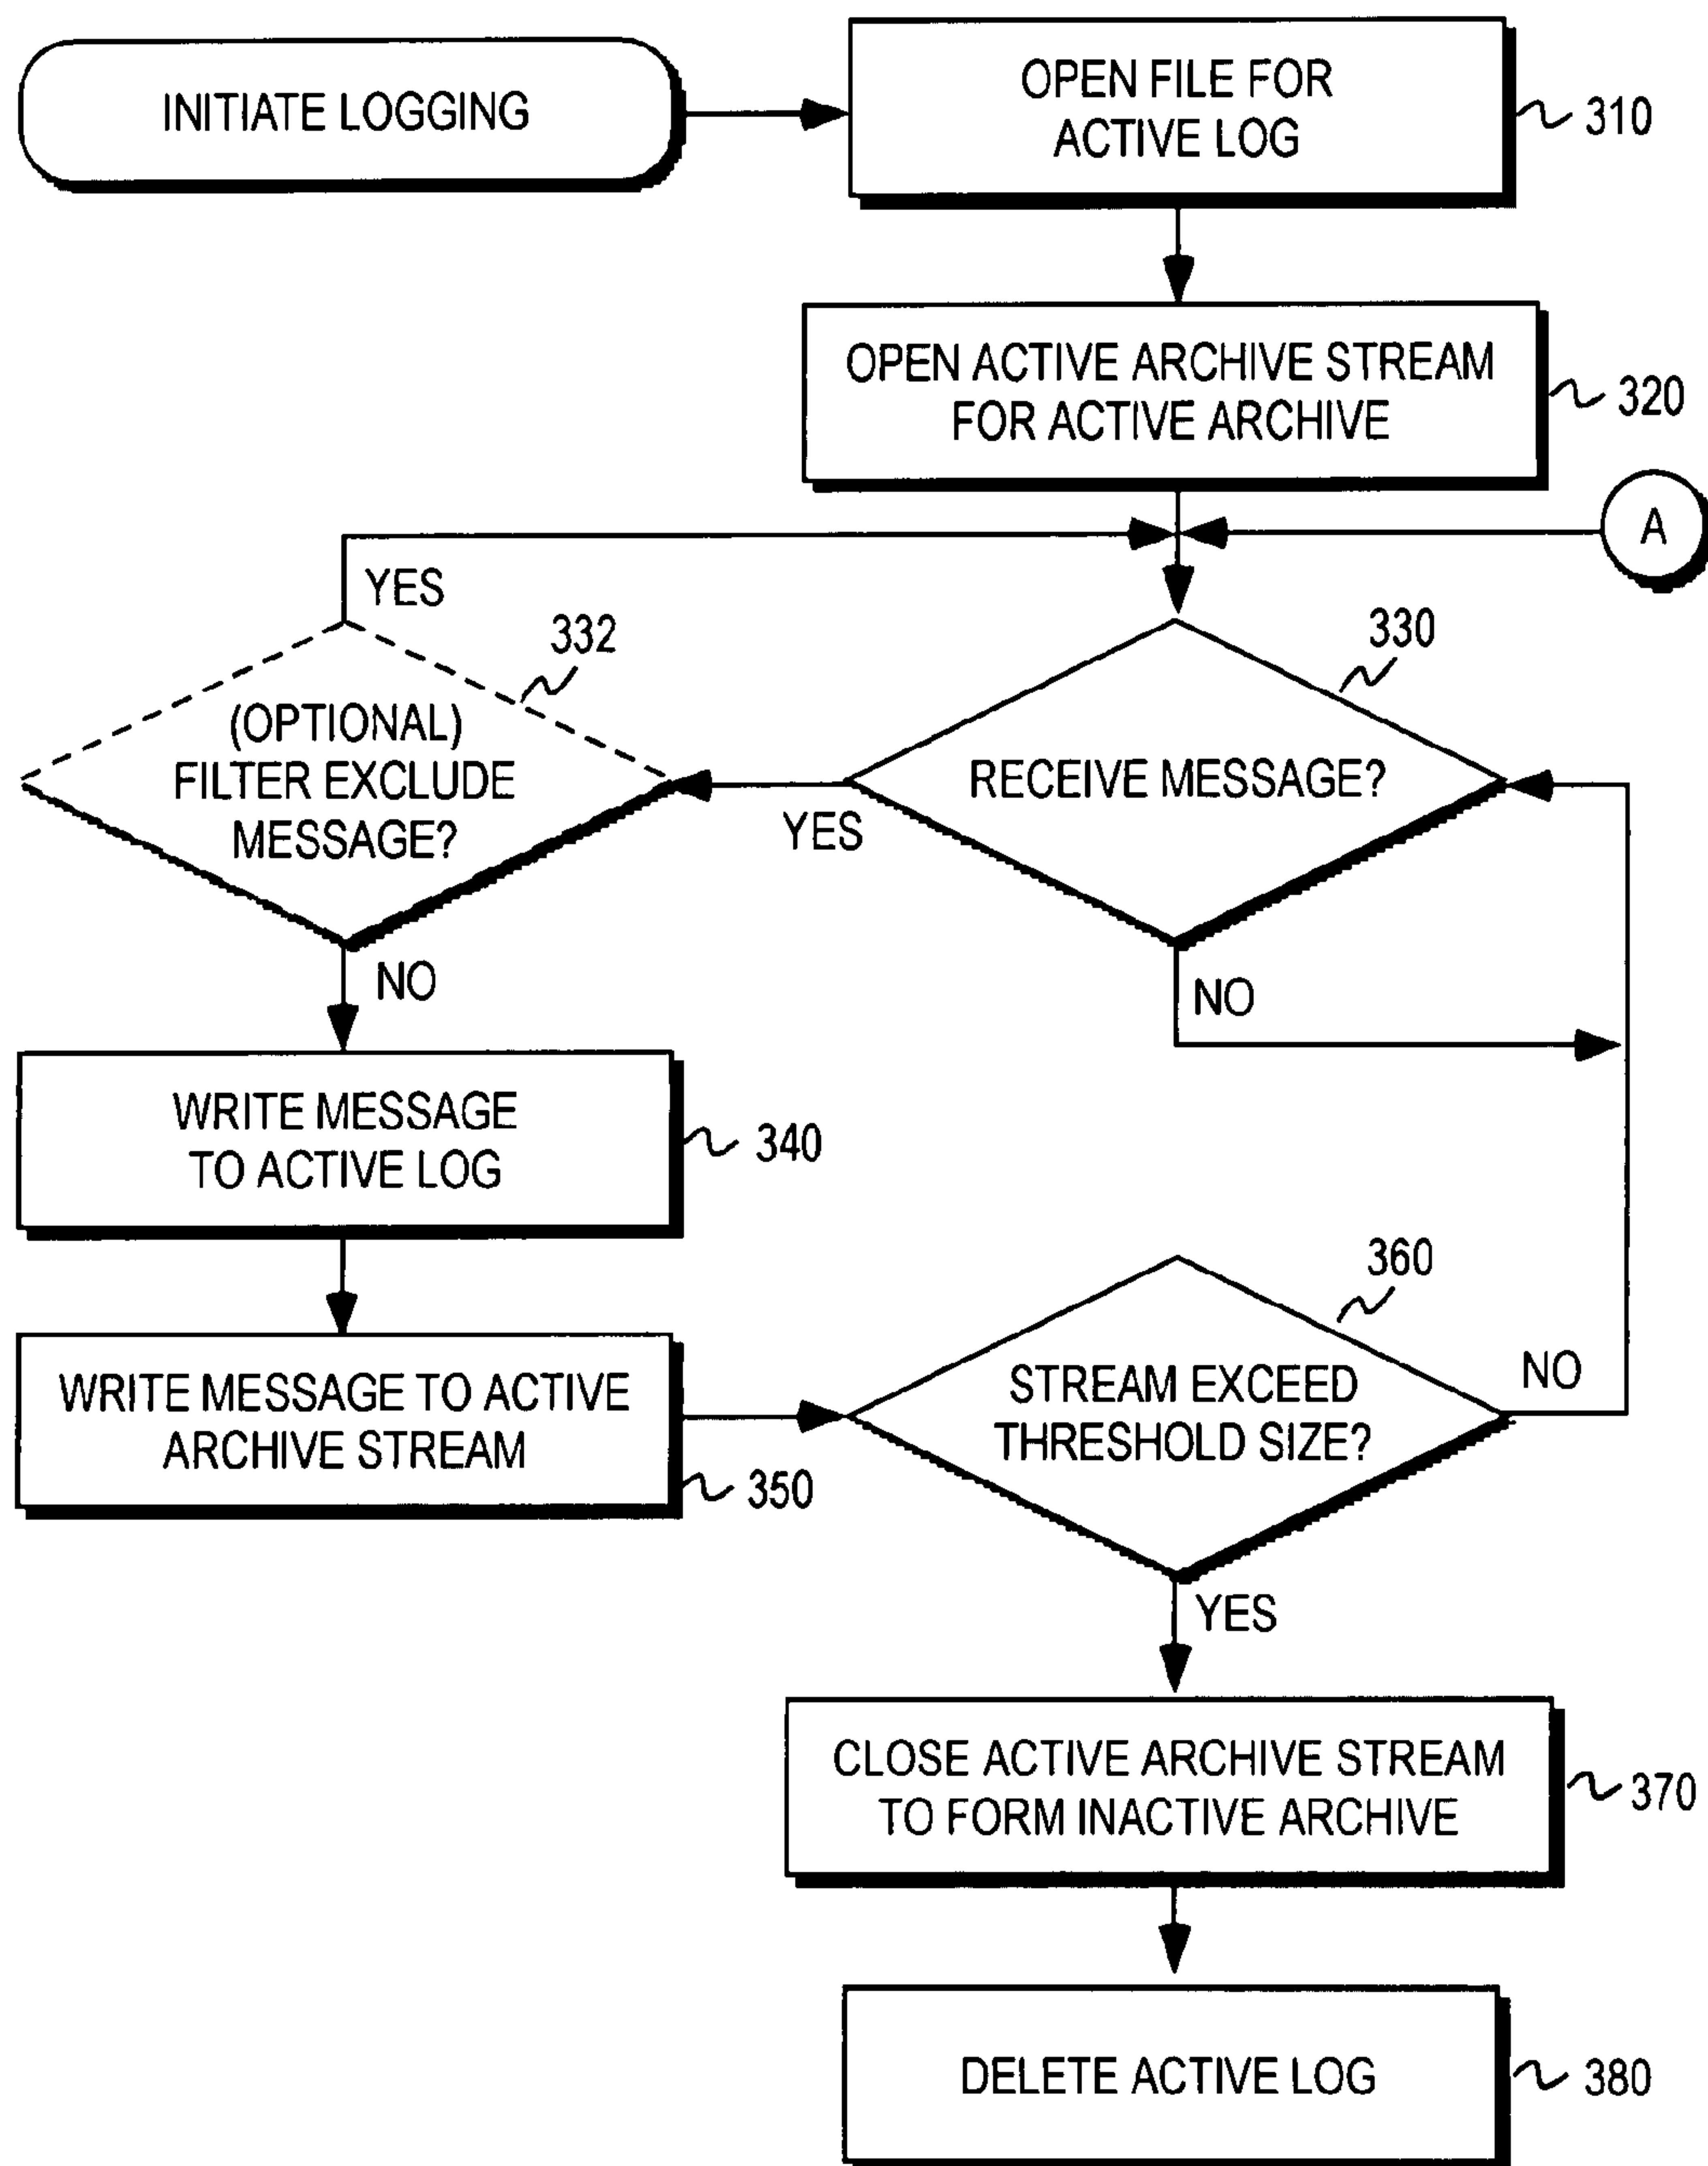 INITIATE LOGGING
OPEN FILE FOR
ACTIVE LOG
310
OPEN ACTIVE ARCHIVE STREAM
FOR ACTIVE ARCHIVE
320
A
YES
332
330
(OPTIONAL)
FILTER EXCLUDE
MESSAGE?
RECEIVE MESSAGE?
YES
NO
NO
WRITE MESSAGE
TO ACTIVE LOG
340
360
WRITE MESSAGE TO ACTIVE
ARCHIVE STREAM
350
STREAM EXCEED
THRESHOLD SIZE?
NO
YES
CLOSE ACTIVE ARCHIVE STREAM
TO FORM INACTIVE ARCHIVE
370
DELETE ACTIVE LOG
380